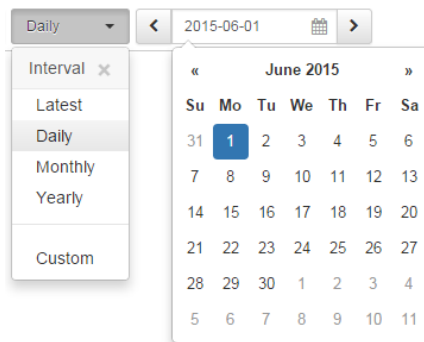 Daily 2015-06-01
Interval ×
Latest
Daily
Monthly
Yearly
Custom
« June 2015 »
Su Mo Tu We Th Fr Sa
31 1 2 3 4 5 6
7 8 9 10 11 12 13
14 15 16 17 18 19 20
21 22 23 24 25 26 27
28 29 30 1 2 3 4
5 6 7 8 9 10 11